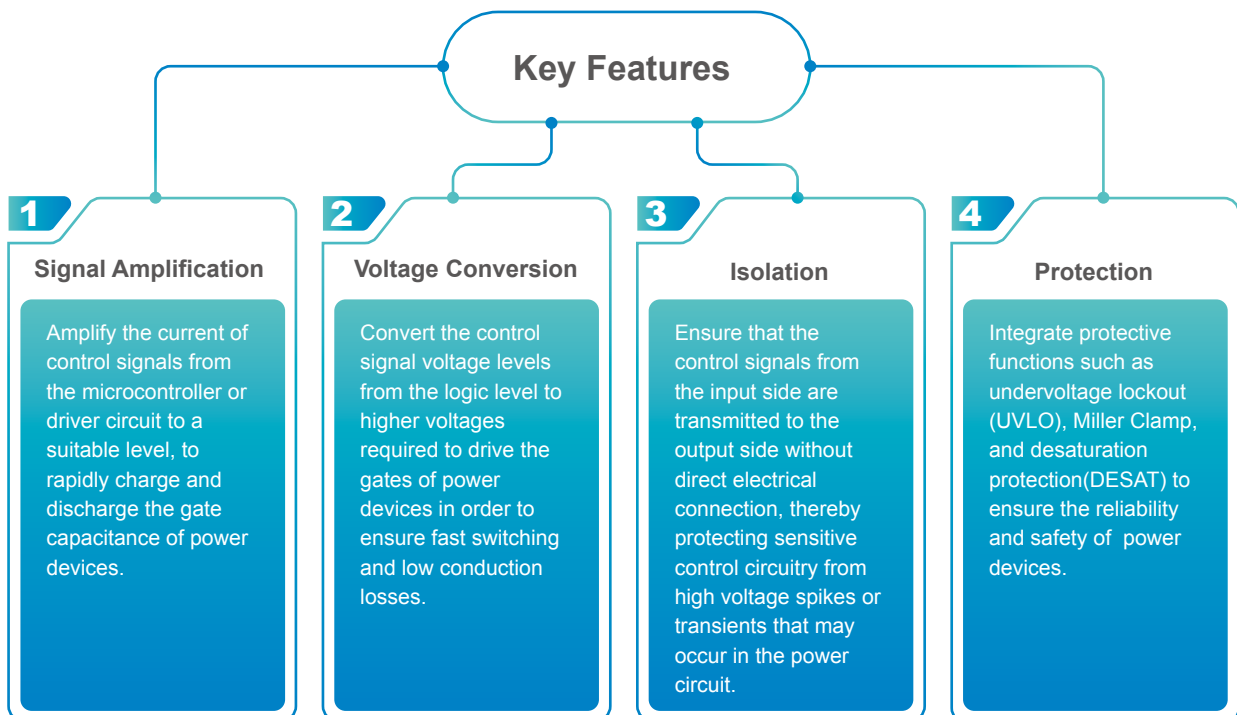 Key Features
1
Signal Amplification
Amplify the current of
control signals from
the microcontroller or
driver circuit to a
suitable level, to
rapidly charge and
discharge the gate
capacitance of power
devices.
2
Voltage Conversion
Convert the control
signal voltage levels
from the logic level to
higher voltages
required to drive the
gates of power
devices in order to
ensure fast switching
and low conduction
losses.
3
Isolation
Ensure that the
control signals from
the input side are
transmitted to the
output side without
direct electrical
connection, thereby
protecting sensitive
control circuitry from
high voltage spikes or
transients that may
occur in the power
circuit.
4
Protection
Integrate protective
functions such as
undervoltage lockout
(UVLO), Miller Clamp,
and desaturation
protection(DESAT) to
ensure the reliability
and safety of  power
devices.